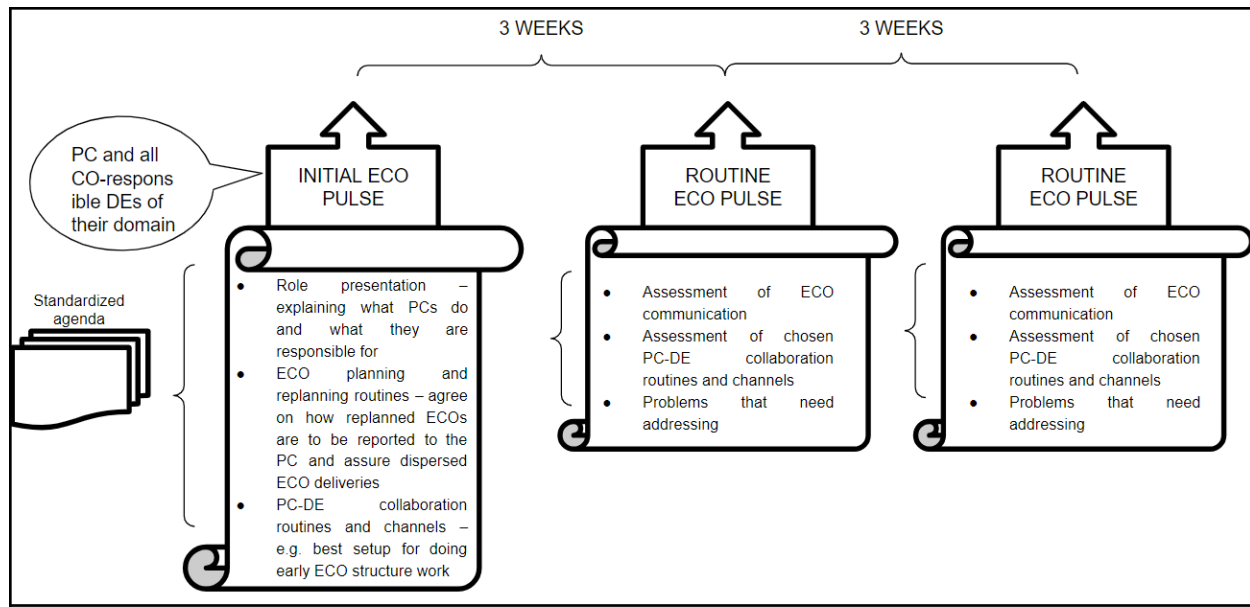 3 WEEKS
3 WEEKS
PC and all
CO-respons
ible DEs of
their domain
INITIAL ECO
PULSE
ROUTINE
ECO PULSE
ROUTINE
ECO PULSE
Standardized
agenda
● Role presentation –
explaining what PCs do
and what they are
responsible for
● ECO planning and
replanning routines – agree
on how replanned ECOs
are to be reported to the
PC and assure dispersed
ECO deliveries
● PC-DE collaboration
routines and channels –
e.g. best setup for doing
early ECO structure work
● Assessment of ECO
communication
● Assessment of chosen
PC-DE collaboration
routines and channels
● Problems that need
addressing
● Assessment of ECO
communication
● Assessment of chosen
PC-DE collaboration
routines and channels
● Problems that need
addressing